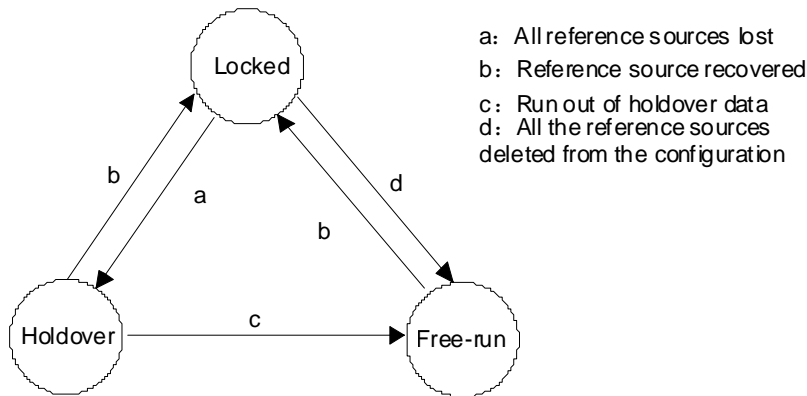 Locked
a：All reference sources lost
b：Reference source recovered
c：Run out of holdover data
d：All the reference sources
deleted from the configuration
b
a
d
b
c
Holdover
Free-run